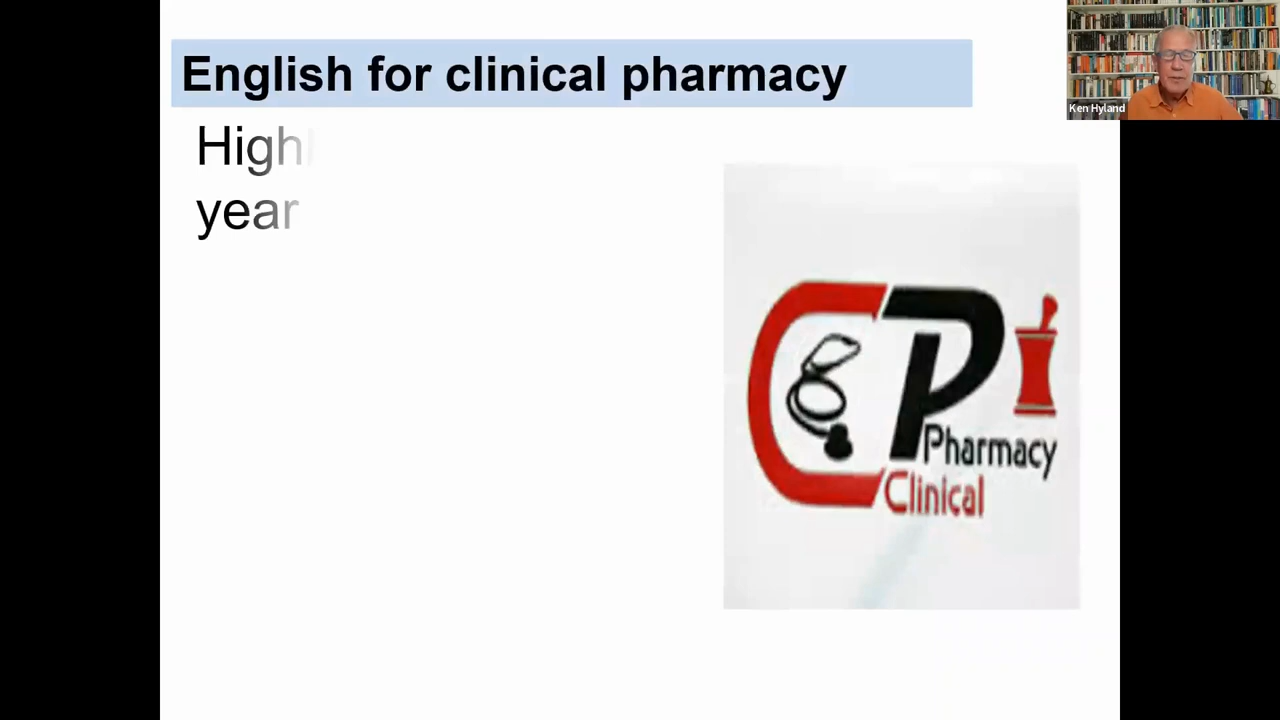 English for clinical pharmacy
Ken Hyland
High
year
Pharmacy
Clinical